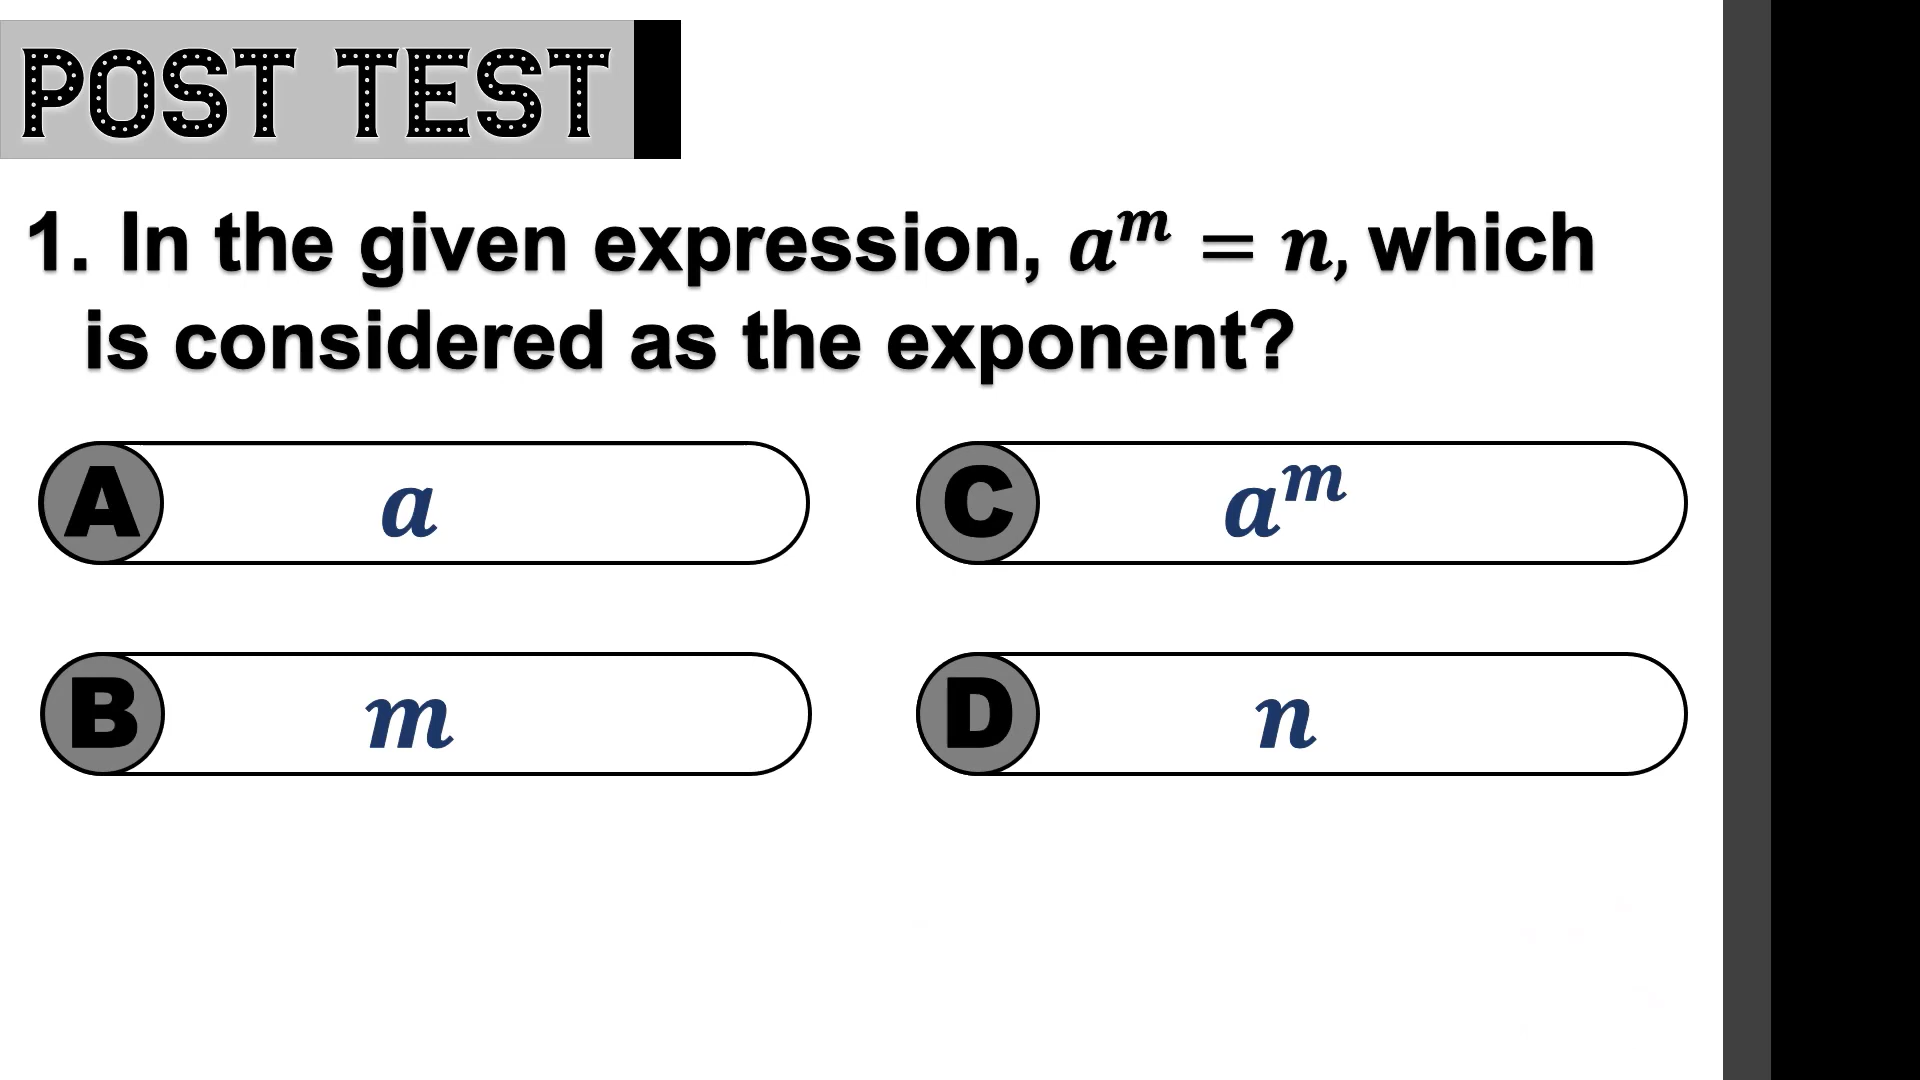 POST TEST
1. In the given expression, aᵐ = n, which
is considered as the exponent?
A a
C aᵐ
B m
D n